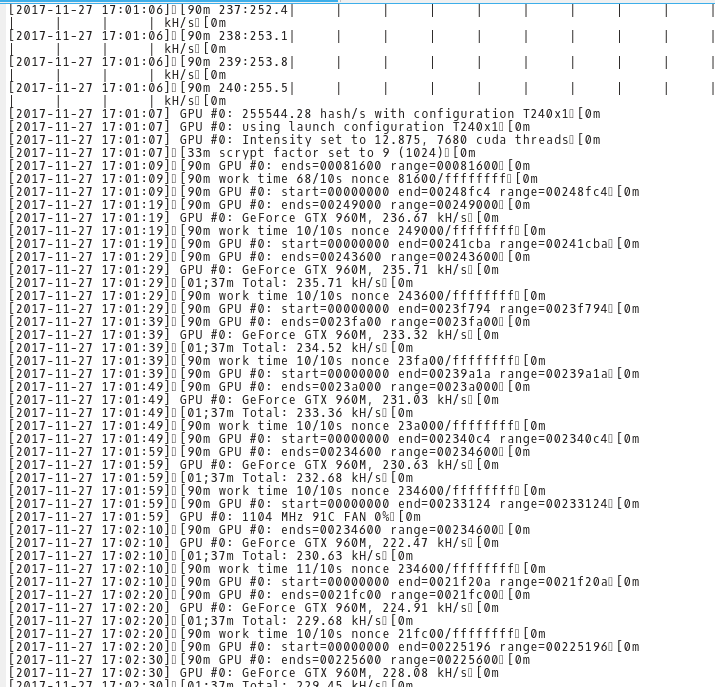 [2017-11-27 17:01:06]▯[90m 237:252.4|     |     |     |     |     |     |     |     |     |
|     |     |     | kH/s▯[0m
[2017-11-27 17:01:06]▯[90m 238:253.1|     |     |     |     |     |     |     |     |     |
|     |     |     | kH/s▯[0m
[2017-11-27 17:01:06]▯[90m 239:253.8|     |     |     |     |     |     |     |     |     |
|     |     |     | kH/s▯[0m
[2017-11-27 17:01:06]▯[90m 240:255.5|     |     |     |     |     |     |     |     |     |
|     |     |     | kH/s▯[0m
[2017-11-27 17:01:07] GPU #0: 255544.28 hash/s with configuration T240x1▯[0m
[2017-11-27 17:01:07] GPU #0: using launch configuration T240x1▯[0m
[2017-11-27 17:01:07] GPU #0: Intensity set to 12.875, 7680 cuda threads▯[0m
[2017-11-27 17:01:07]▯[33m scrypt factor set to 9 (1024)▯[0m
[2017-11-27 17:01:09]▯[90m GPU #0: ends=00081600 range=00081600▯[0m
[2017-11-27 17:01:09]▯[90m work time 68/10s nonce 81600/ffffffff▯[0m
[2017-11-27 17:01:09]▯[90m GPU #0: start=00000000 end=00248fc4 range=00248fc4▯[0m
[2017-11-27 17:01:19]▯[90m GPU #0: ends=00249000 range=00249000▯[0m
[2017-11-27 17:01:19] GPU #0: GeForce GTX 960M, 236.67 kH/s▯[0m
[2017-11-27 17:01:19]▯[90m work time 10/10s nonce 249000/ffffffff▯[0m
[2017-11-27 17:01:19]▯[90m GPU #0: start=00000000 end=00241cba range=00241cba▯[0m
[2017-11-27 17:01:29]▯[90m GPU #0: ends=00243600 range=00243600▯[0m
[2017-11-27 17:01:29] GPU #0: GeForce GTX 960M, 235.71 kH/s▯[0m
[2017-11-27 17:01:29]▯[01;37m Total: 235.71 kH/s▯[0m
[2017-11-27 17:01:29]▯[90m work time 10/10s nonce 243600/ffffffff▯[0m
[2017-11-27 17:01:29]▯[90m GPU #0: start=00000000 end=0023f794 range=0023f794▯[0m
[2017-11-27 17:01:39]▯[90m GPU #0: ends=0023fa00 range=0023fa00▯[0m
[2017-11-27 17:01:39] GPU #0: GeForce GTX 960M, 233.32 kH/s▯[0m
[2017-11-27 17:01:39]▯[01;37m Total: 234.52 kH/s▯[0m
[2017-11-27 17:01:39]▯[90m work time 10/10s nonce 23fa00/ffffffff▯[0m
[2017-11-27 17:01:39]▯[90m GPU #0: start=00000000 end=00239a1a range=00239a1a▯[0m
[2017-11-27 17:01:49]▯[90m GPU #0: ends=0023a000 range=0023a000▯[0m
[2017-11-27 17:01:49] GPU #0: GeForce GTX 960M, 231.03 kH/s▯[0m
[2017-11-27 17:01:49]▯[01;37m Total: 233.36 kH/s▯[0m
[2017-11-27 17:01:49]▯[90m work time 10/10s nonce 23a000/ffffffff▯[0m
[2017-11-27 17:01:49]▯[90m GPU #0: start=00000000 end=002340c4 range=002340c4▯[0m
[2017-11-27 17:01:59]▯[90m GPU #0: ends=00234600 range=00234600▯[0m
[2017-11-27 17:01:59] GPU #0: GeForce GTX 960M, 230.63 kH/s▯[0m
[2017-11-27 17:01:59]▯[01;37m Total: 232.68 kH/s▯[0m
[2017-11-27 17:01:59]▯[90m work time 10/10s nonce 234600/ffffffff▯[0m
[2017-11-27 17:01:59]▯[90m GPU #0: start=00000000 end=00233124 range=00233124▯[0m
[2017-11-27 17:01:59] GPU #0: 1104 MHz 91C FAN 0%▯[0m
[2017-11-27 17:02:10]▯[90m GPU #0: ends=00234600 range=00234600▯[0m
[2017-11-27 17:02:10] GPU #0: GeForce GTX 960M, 222.47 kH/s▯[0m
[2017-11-27 17:02:10]▯[01;37m Total: 230.63 kH/s▯[0m
[2017-11-27 17:02:10]▯[90m work time 11/10s nonce 234600/ffffffff▯[0m
[2017-11-27 17:02:10]▯[90m GPU #0: start=00000000 end=0021f20a range=0021f20a▯[0m
[2017-11-27 17:02:20]▯[90m GPU #0: ends=0021fc00 range=0021fc00▯[0m
[2017-11-27 17:02:20] GPU #0: GeForce GTX 960M, 224.91 kH/s▯[0m
[2017-11-27 17:02:20]▯[01;37m Total: 229.68 kH/s▯[0m
[2017-11-27 17:02:20]▯[90m work time 10/10s nonce 21fc00/ffffffff▯[0m
[2017-11-27 17:02:20]▯[90m GPU #0: start=00000000 end=00225196 range=00225196▯[0m
[2017-11-27 17:02:30]▯[90m GPU #0: ends=00225600 range=00225600▯[0m
[2017-11-27 17:02:30] GPU #0: GeForce GTX 960M, 228.08 kH/s▯[0m
[2017-11-27 17:02:30]▯[01;37m Total: 229.45 kH/s▯[0m